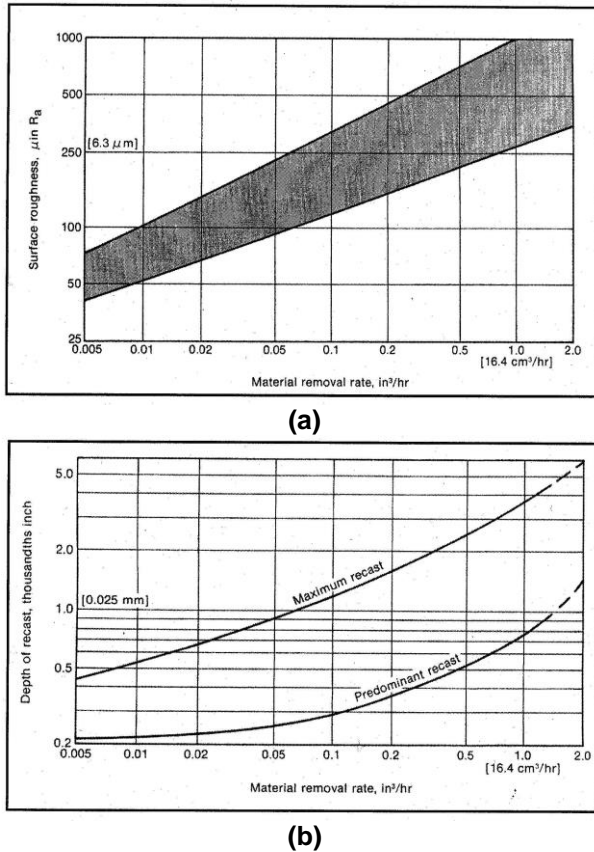 1000
500
[6.3 μm]
250
100
50
25
Surface roughness, μin Ra
0.005 0.01 0.02 0.05 0.1 0.2 0.5 1.0 2.0
[16.4 cm³/hr]
Material removal rate, in³/hr
(a)
5.0
2.0
1.0
[0.025 mm]
0.5
0.2
Depth of recast, thousandths inch
Maximum recast
Predominant recast
0.005 0.01 0.02 0.05 0.1 0.2 0.5 1.0 2.0
[16.4 cm³/hr]
Material removal rate, in³/hr
(b)